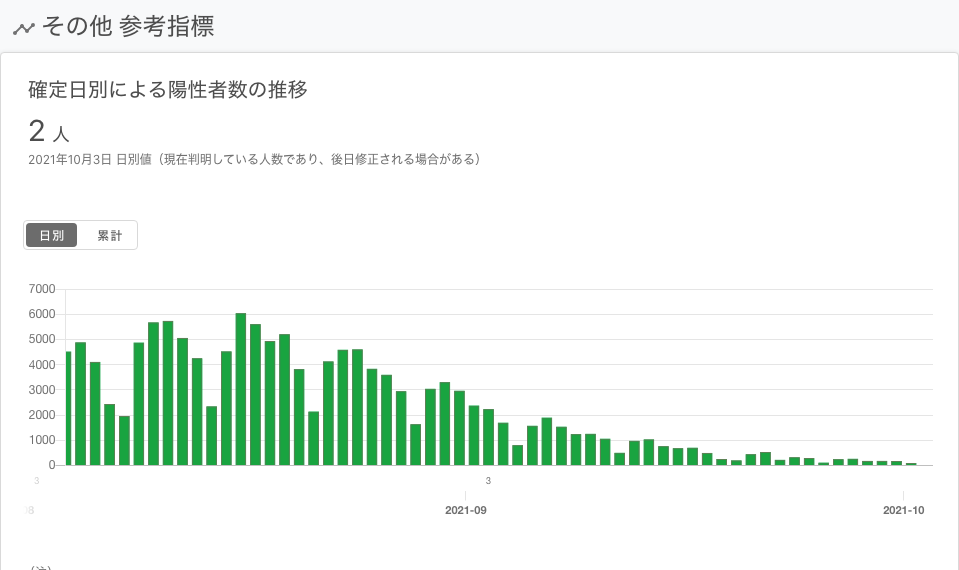 その他 参考指標
確定日別による陽性者数の推移
2 人
2021年10月3日 日別値（現在判明している人数であり、後日修正される場合がある）
日別 累計
7000
6000
5000
4000
3000
2000
1000
0
3 3
2021-09 2021-10